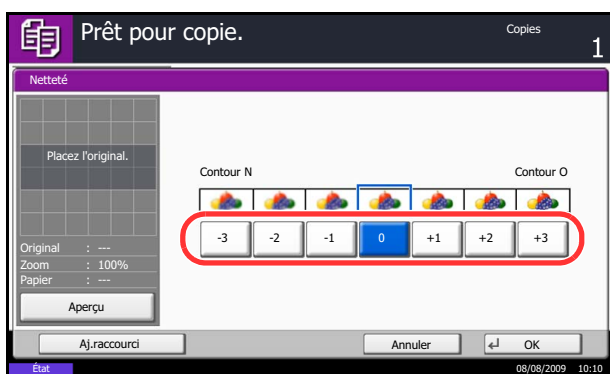 Prêt pour copie.
Copies
1
Netteté
Placez l'original.
Contour N
Contour O
-3 -2 -1 0 +1 +2 +3
Original : ---
Zoom : 100%
Papier : ---
Aperçu
Aj.raccourci
Annuler
OK
État
08/08/2009 10:10